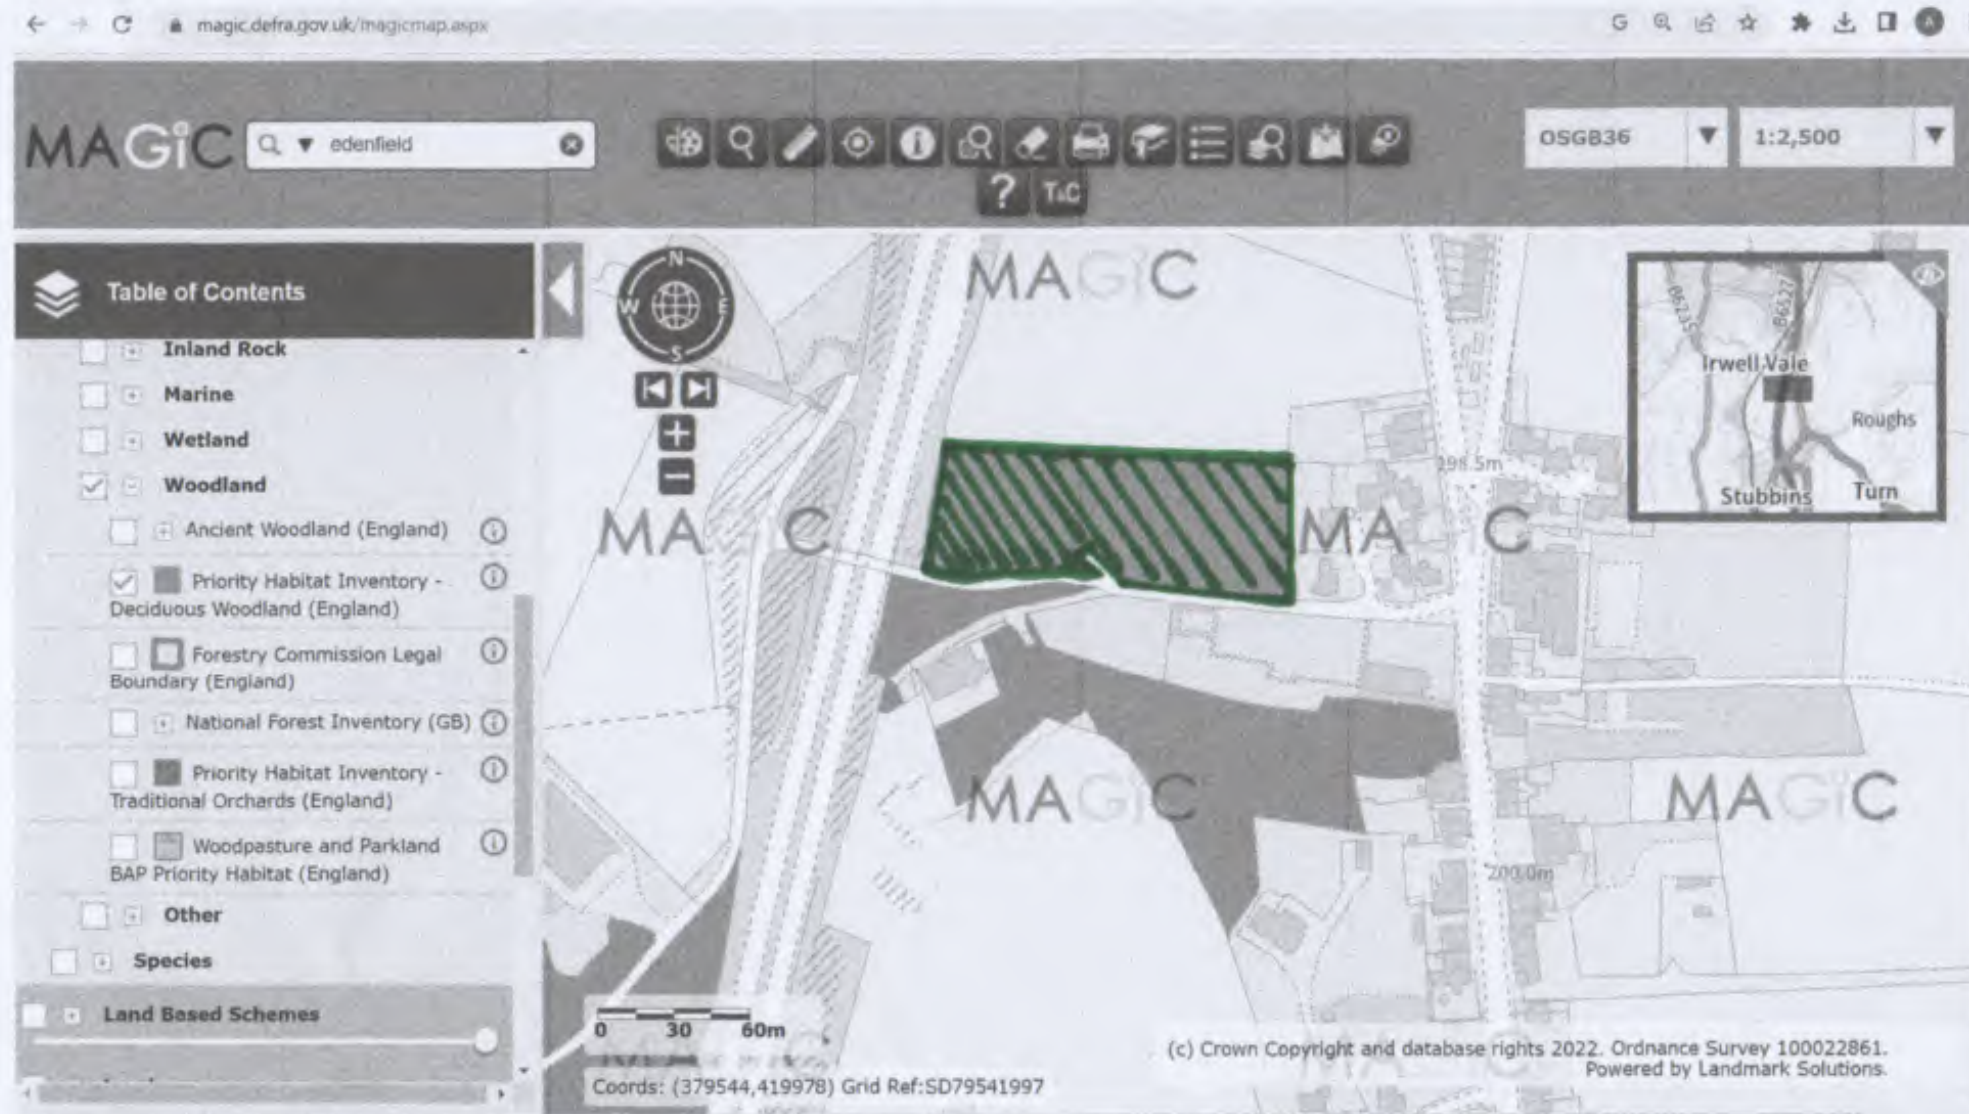 magic.defra.gov.uk/magicmap.aspx
MAGiC
edenfield
OSGB36
1:2,500
?
T&C
Table of Contents
Inland Rock
Marine
Wetland
Woodland
Ancient Woodland (England)
Priority Habitat Inventory -
Deciduous Woodland (England)
Forestry Commission Legal
Boundary (England)
National Forest Inventory (GB)
Priority Habitat Inventory -
Traditional Orchards (England)
Woodpasture and Parkland
BAP Priority Habitat (England)
Other
Species
Land Based Schemes
N
W
E
S
MAGiC
MA C
MA C
MAGiC
MAGiC
198.5m
200.0m
B6527
Irwell Vale
Roughs
Stubbins
Turn
0 30 60m
Coords: (379544,419978) Grid Ref:SD79541997
(c) Crown Copyright and database rights 2022. Ordnance Survey 100022861.
Powered by Landmark Solutions.